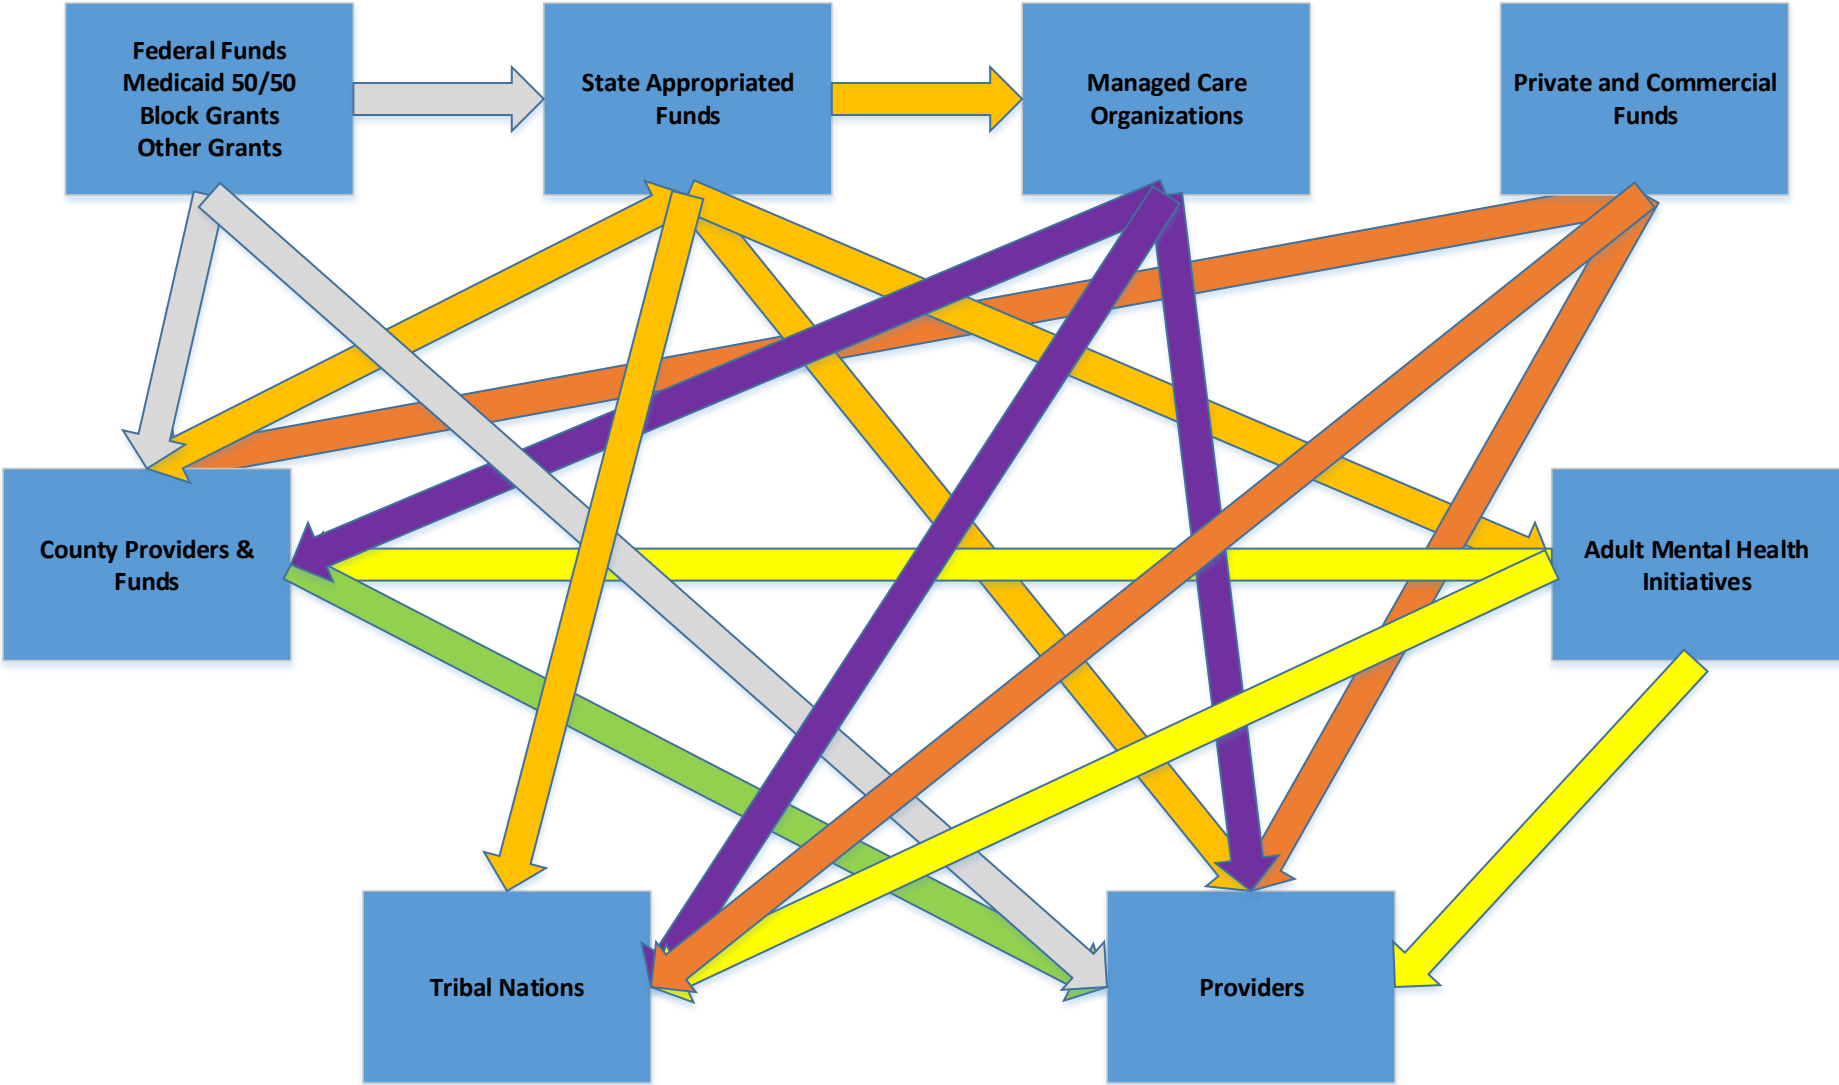 Federal Funds
Medicaid 50/50
Block Grants
Other Grants
State Appropriated
Funds
Managed Care
Organizations
Private and Commercial
Funds
County Providers &
Funds
Adult Mental Health
Initiatives
Tribal Nations
Providers